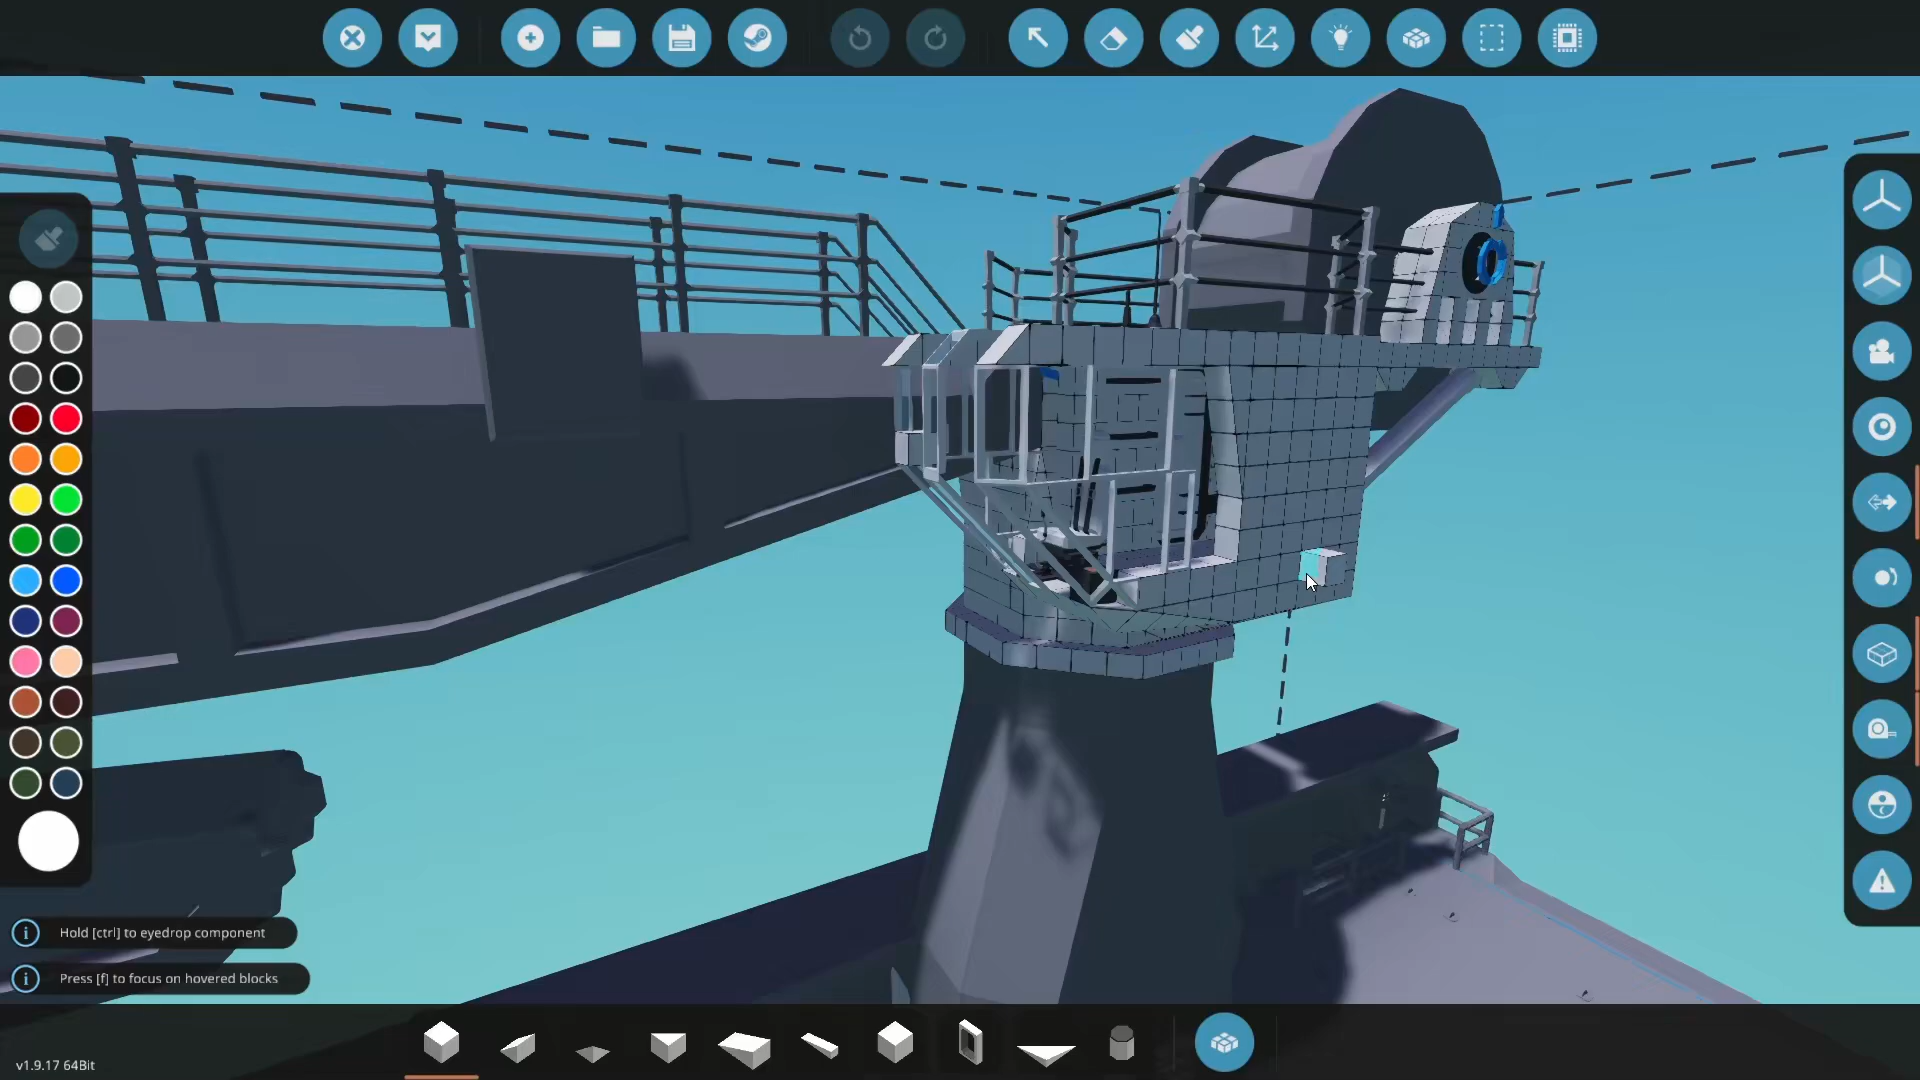 Hold [ctrl] to eyedrop component
Press [f] to focus on hovered blocks
v1.9.17 64Bit